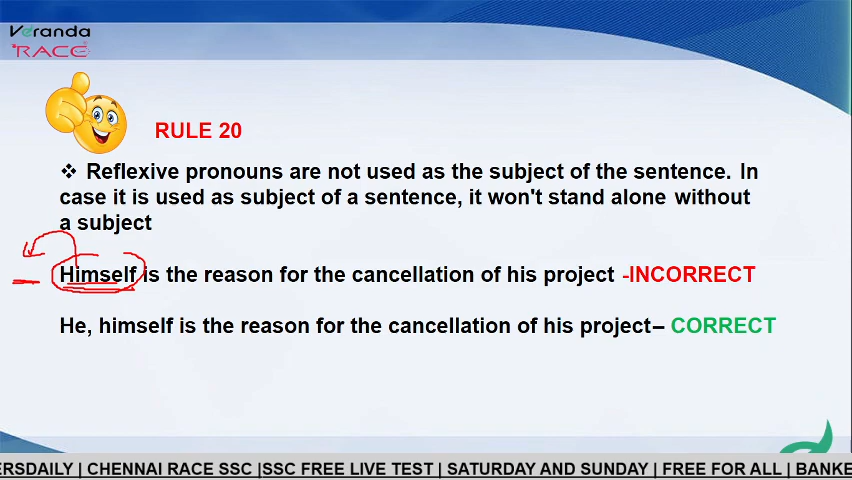 Veranda
RACE
RULE 20
❖ Reflexive pronouns are not used as the subject of the sentence. In
case it is used as subject of a sentence, it won't stand alone without
a subject
Himself is the reason for the cancellation of his project -INCORRECT
He, himself is the reason for the cancellation of his project– CORRECT
ERSDAILY | CHENNAI RACE SSC |SSC FREE LIVE TEST | SATURDAY AND SUNDAY | FREE FOR ALL | BANKE